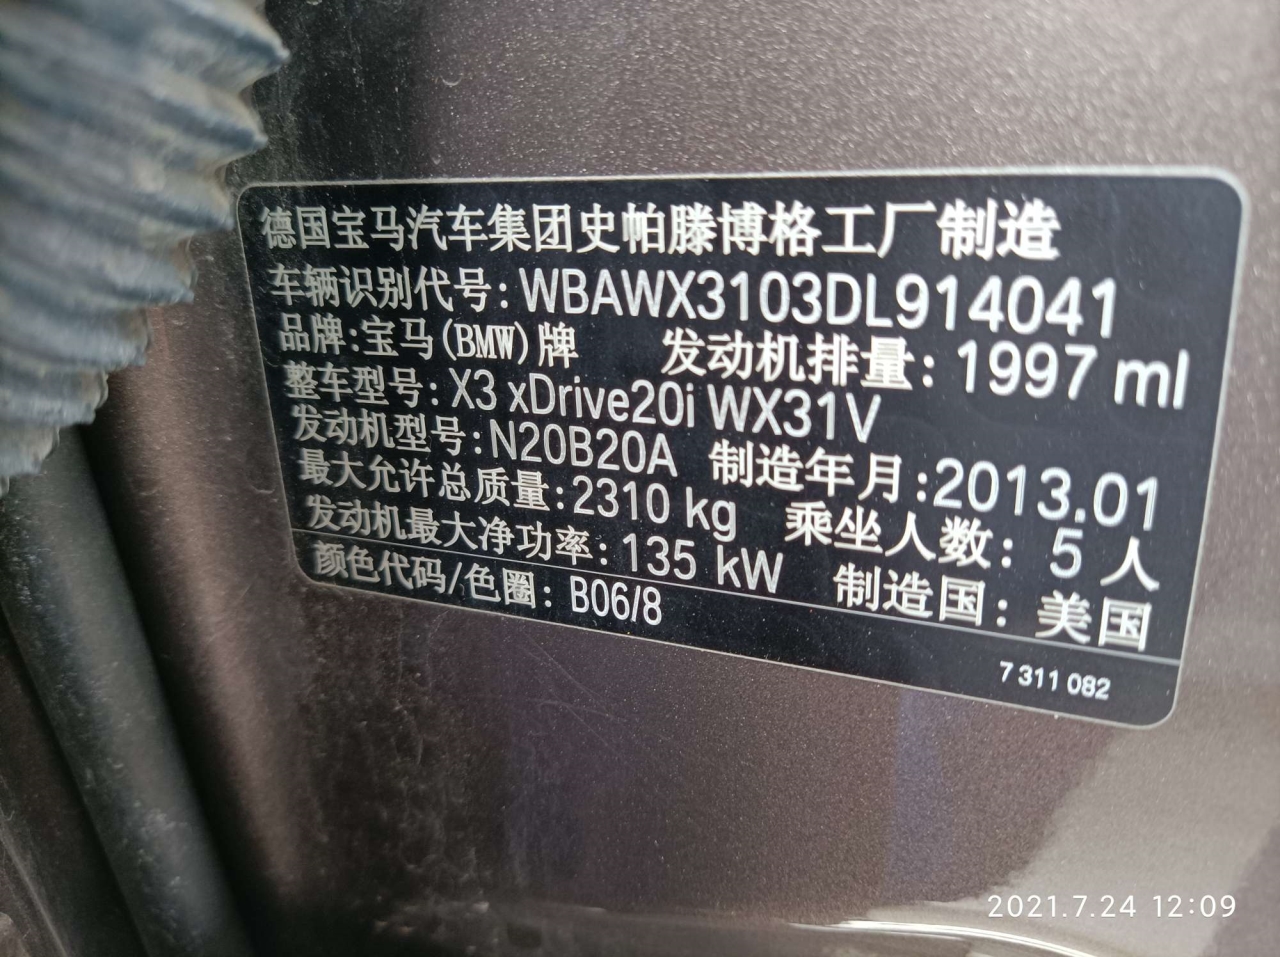 德国宝马汽车集团史帕滕博格工厂制造
车辆识别代号: WBAWX3103DL914041
品牌:宝马(BMW)牌 发动机排量: 1997 ml
整车型号: X3 xDrive20i WX31V
发动机型号: N20B20A 制造年月:2013.01
最大允许总质量:2310 kg 乘坐人数: 5 人
发动机最大净功率: 135 kW 制造国: 美国
颜色代码/色圈: B06/8
7 311 082
2021.7.24 12:09